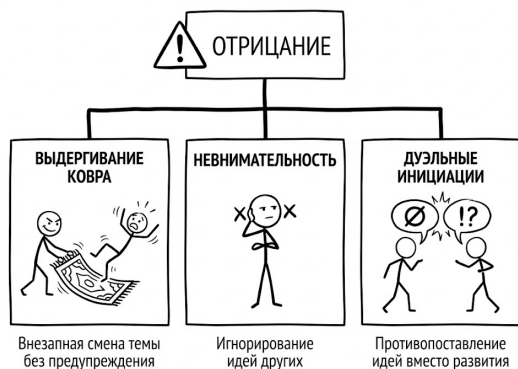 ОТРИЦАНИЕ
ВЫДЕРГИВАНИЕ
КОВРА
Внезапная смена темы
без предупреждения
НЕВНИМАТЕЛЬНОСТЬ
Игнорирование
идей других
ДУЭЛЬНЫЕ
ИНИЦИАЦИИ
!?
Противопоставление
идей вместо развития